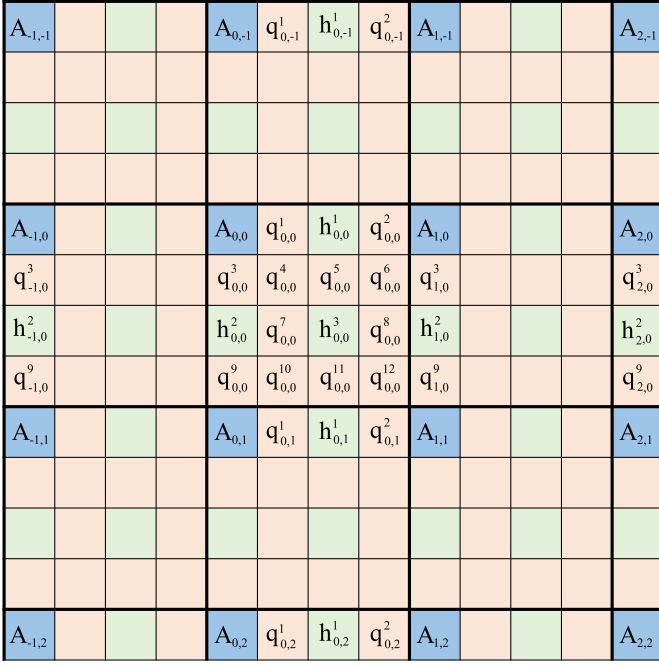 A₋₁,₋₁ A₀,₋₁ q¹₀,₋₁ h¹₀,₋₁ q²₀,₋₁ A₁,₋₁ A₂,₋₁
A₋₁,₀ A₀,₀ q¹₀,₀ h¹₀,₀ q²₀,₀ A₁,₀ A₂,₀
q³₋₁,₀ q³₀,₀ q⁴₀,₀ q⁵₀,₀ q⁶₀,₀ q³₁,₀ q³₂,₀
h²₋₁,₀ h²₀,₀ q⁷₀,₀ h³₀,₀ q⁸₀,₀ h²₁,₀ h²₂,₀
q⁹₋₁,₀ q⁹₀,₀ q¹⁰₀,₀ q¹¹₀,₀ q¹²₀,₀ q⁹₁,₀ q⁹₂,₀
A₋₁,₁ A₀,₁ q¹₀,₁ h¹₀,₁ q²₀,₁ A₁,₁ A₂,₁
A₋₁,₂ A₀,₂ q¹₀,₂ h¹₀,₂ q²₀,₂ A₁,₂ A₂,₂